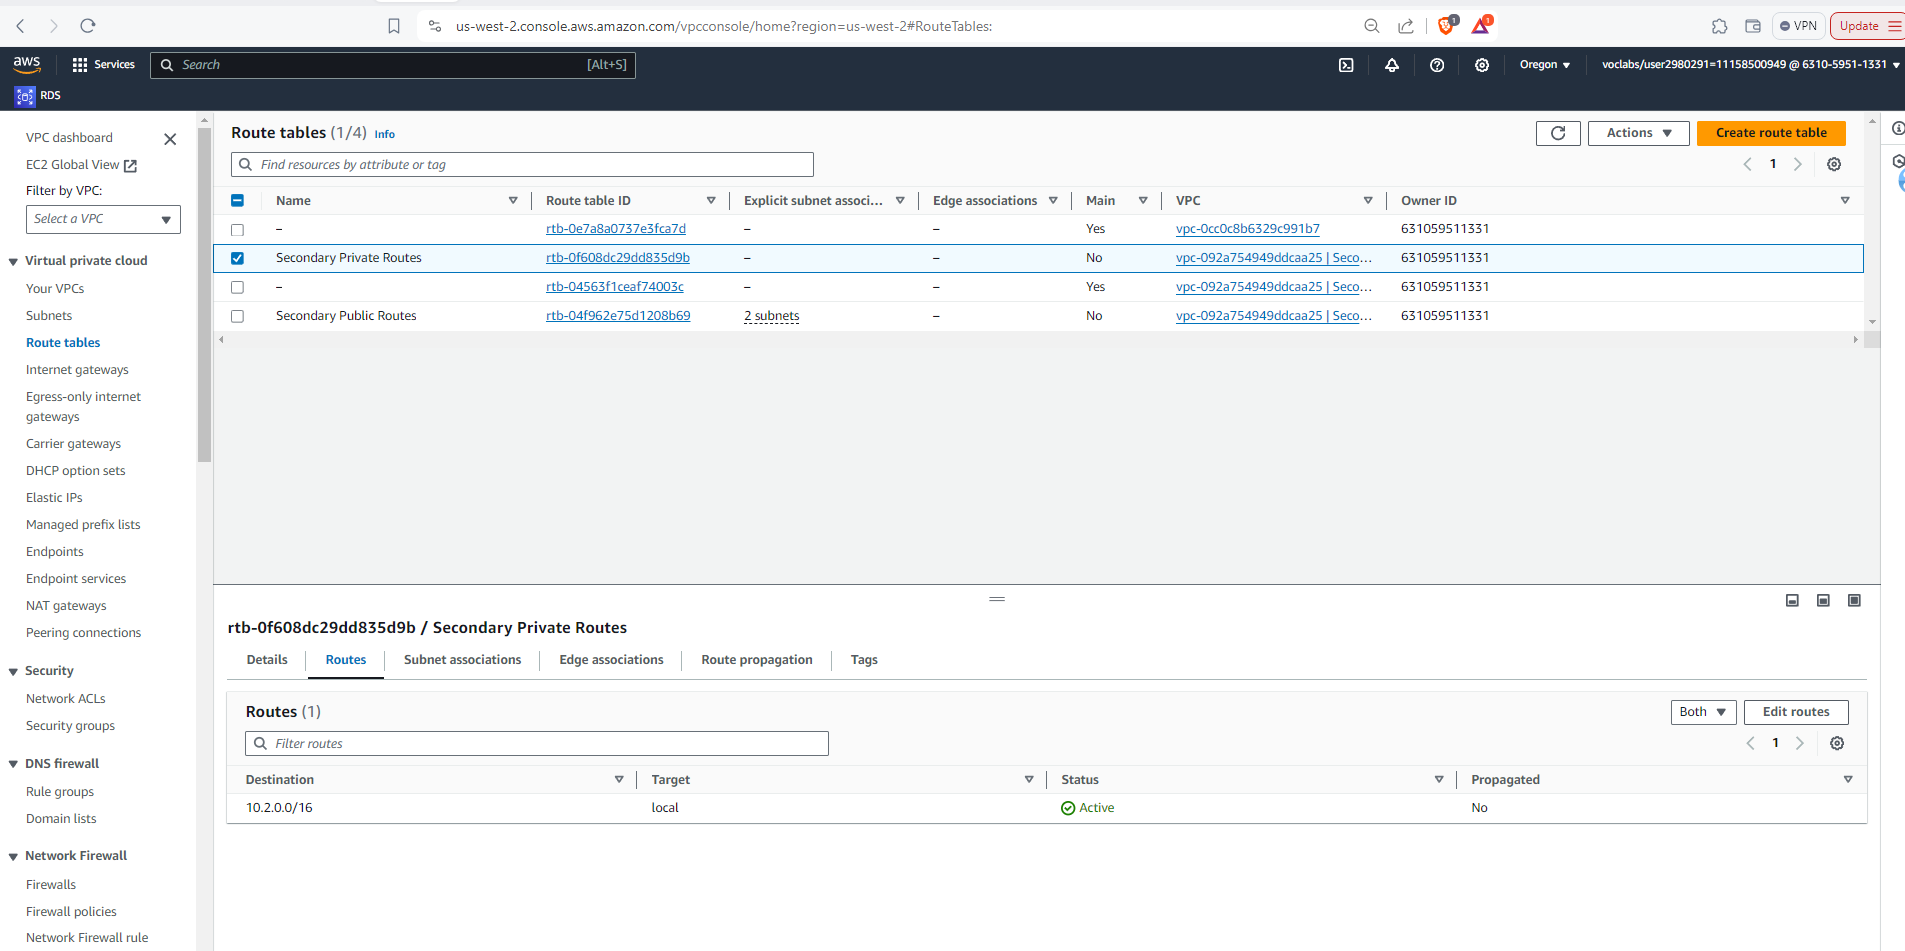 us-west-2.console.aws.amazon.com/vpcconsole/home?region=us-west-2#RouteTables:
1
1
VPN
Update
aws
Services
Search
[Alt+S]
Oregon
voclabs/user2980291=11158500949 @ 6310-5951-1331
RDS
VPC dashboard
EC2 Global View
Filter by VPC:
Select a VPC
Virtual private cloud
Your VPCs
Subnets
Route tables
Internet gateways
Egress-only internet
gateways
Carrier gateways
DHCP option sets
Elastic IPs
Managed prefix lists
Endpoints
Endpoint services
NAT gateways
Peering connections
Security
Network ACLs
Security groups
DNS firewall
Rule groups
Domain lists
Network Firewall
Firewalls
Firewall policies
Network Firewall rule
Route tables (1/4) Info
Actions
Create route table
Find resources by attribute or tag
1
Name Route table ID Explicit subnet associ... Edge associations Main VPC Owner ID
– rtb-0e7a8a0737e3fca7d – – Yes vpc-0cc0c8b6329c991b7 631059511331
Secondary Private Routes rtb-0f608dc29dd835d9b – – No vpc-092a754949ddcaa25 | Seco... 631059511331
– rtb-04563f1ceaf74003c – – Yes vpc-092a754949ddcaa25 | Seco... 631059511331
Secondary Public Routes rtb-04f962e75d1208b69 2 subnets – No vpc-092a754949ddcaa25 | Seco... 631059511331
rtb-0f608dc29dd835d9b / Secondary Private Routes
Details Routes Subnet associations Edge associations Route propagation Tags
Routes (1)
Both
Edit routes
Filter routes
1
Destination Target Status Propagated
10.2.0.0/16 local Active No